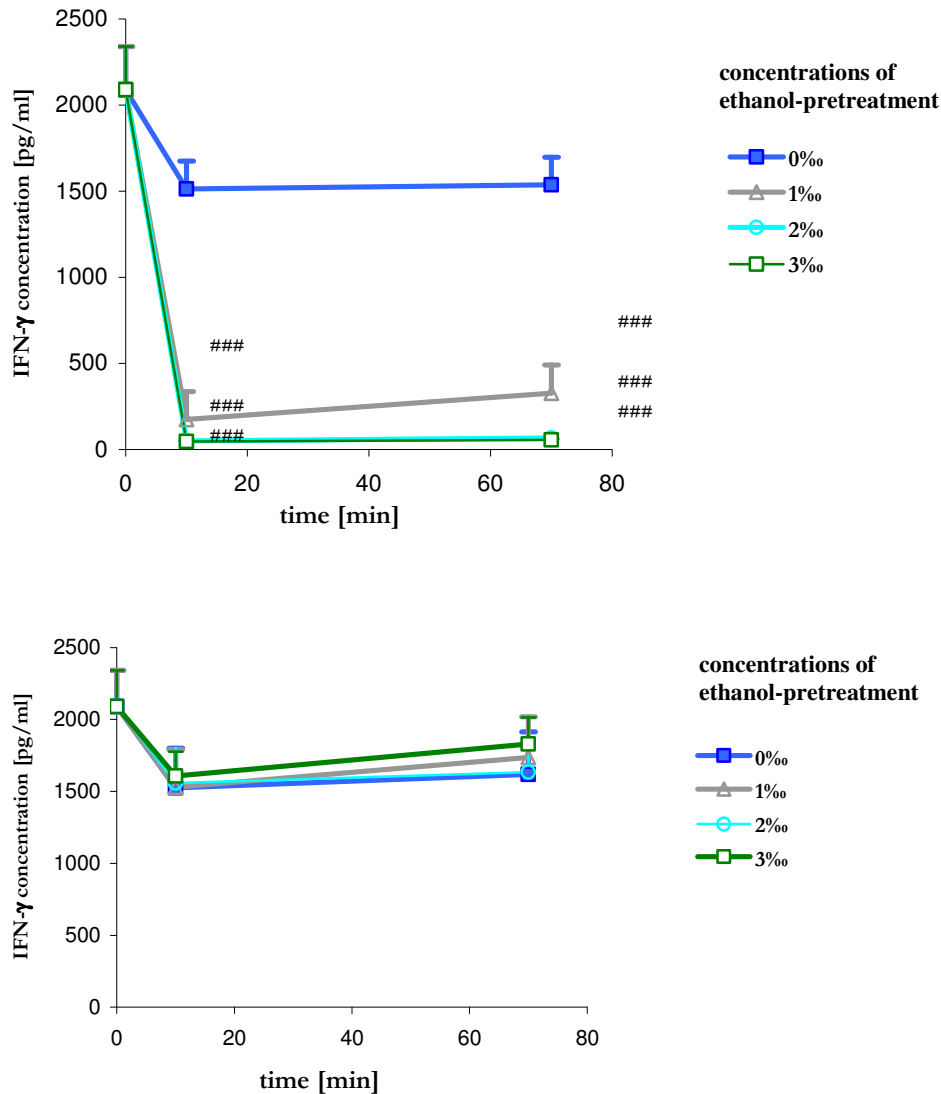 2500
2000
1500
1000
500
0
IFN-γ concentration [pg/ml]
###
###
###
###
###
###
0 20 40 60 80
time [min]
concentrations of
ethanol-pretreatment
0‰
1‰
2‰
3‰
2500
2000
1500
1000
500
0
IFN-γ concentration [pg/ml]
0 20 40 60 80
time [min]
concentrations of
ethanol-pretreatment
0‰
1‰
2‰
3‰